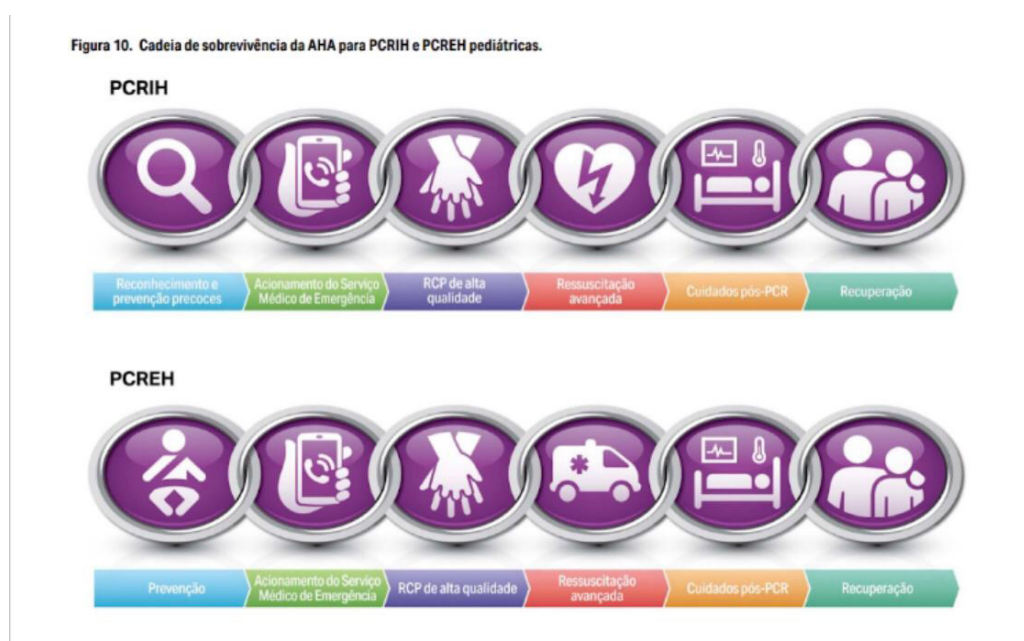 Figura 10. Cadeia de sobrevivência da AHA para PCRIH e PCREH pediátricas.
PCRIH
Reconhecimento e
prevenção precoces
Acionamento do Serviço
Médico de Emergência
RCP de alta
qualidade
Ressuscitação
avançada
Cuidados pós-PCR
Recuperação
PCREH
Prevenção
Acionamento do Serviço
Médico de Emergência
RCP de alta qualidade
Ressuscitação
avançada
Cuidados pós-PCR
Recuperação